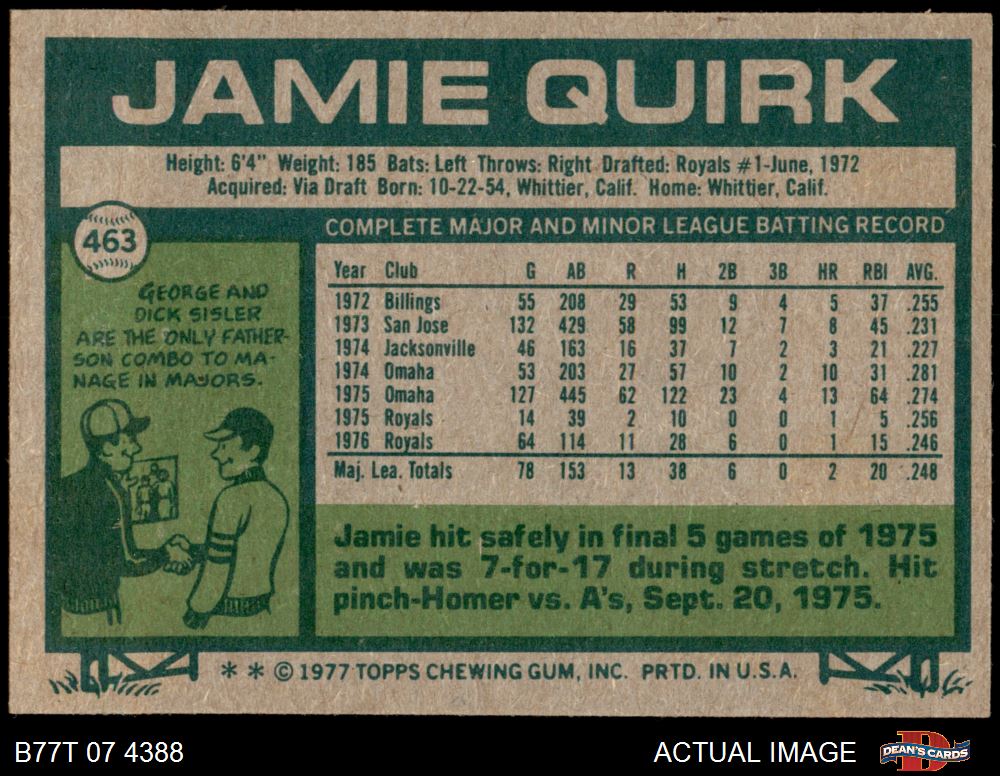 JAMIE QUIRK
Height: 6'4" Weight: 185 Bats: Left Throws: Right Drafted: Royals #1-June, 1972
Acquired: Via Draft Born: 10-22-54, Whittier, Calif. Home: Whittier, Calif.
463
GEORGE AND
DICK SISLER
ARE THE ONLY FATHER-
SON COMBO TO MA-
NAGE IN MAJORS.
COMPLETE MAJOR AND MINOR LEAGUE BATTING RECORD
Year Club G AB R H 2B 3B HR RBI AVG.
1972 Billings 55 208 29 53 9 4 5 37 .255
1973 San Jose 132 429 58 99 12 7 8 45 .231
1974 Jacksonville 46 163 16 37 7 2 3 21 .227
1974 Omaha 53 203 27 57 10 2 10 31 .281
1975 Omaha 127 445 62 122 23 4 13 64 .274
1975 Royals 14 39 2 10 0 0 1 5 .256
1976 Royals 64 114 11 28 6 0 1 15 .246
Maj. Lea. Totals 78 153 13 38 6 0 2 20 .248
Jamie hit safely in final 5 games of 1975
and was 7-for-17 during stretch. Hit
pinch-Homer vs. A's, Sept. 20, 1975.
* * © 1977 TOPPS CHEWING GUM, INC. PRTD. IN U.S.A.
B77T 07 4388
ACTUAL IMAGE
D
DEAN'S CARDS